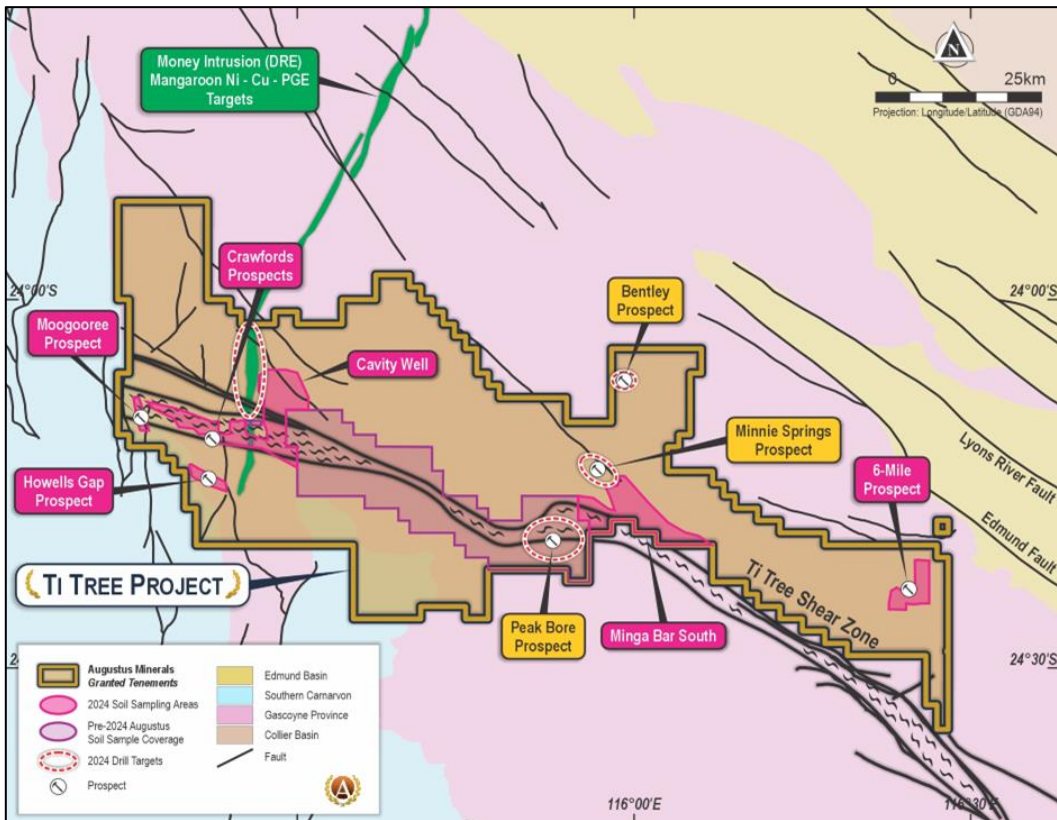 Money Intrusion (DRE)
Mangaroon Ni - Cu - PGE
Targets
N
0 25km
Projection: Longitude/Latitude (GDA94)
Crawfords
Prospects
24°00'S
24°00'S
Moogooree
Prospect
Bentley
Prospect
Cavity Well
Minnie Springs
Prospect
Lyons River Fault
6-Mile
Prospect
Howells Gap
Prospect
Edmund Fault
TI TREE PROJECT
Ti Tree Shear Zone
Peak Bore
Prospect
Minga Bar South
24°30'S
Augustus Minerals
Granted Tenements
2024 Soil Sampling Areas
Pre-2024 Augustus
Soil Sample Coverage
2024 Drill Targets
Prospect
Edmund Basin
Southern Carnarvon
Gascoyne Province
Collier Basin
Fault
A
116°00'E
116°30'E